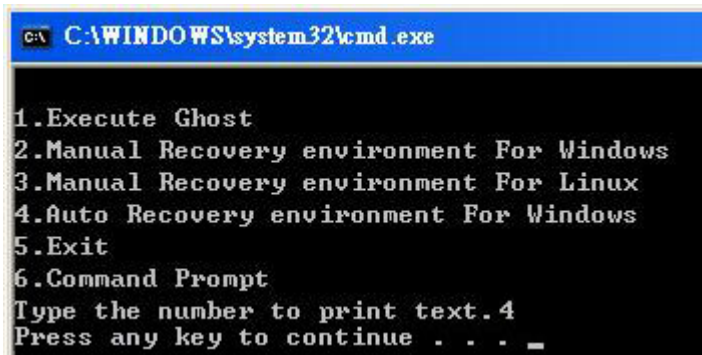 C:\WINDOWS\system32\cmd.exe
1.Execute Ghost
2.Manual Recovery environment For Windows
3.Manual Recovery environment For Linux
4.Auto Recovery environment For Windows
5.Exit
6.Command Prompt
Type the number to print text.4
Press any key to continue . . . _